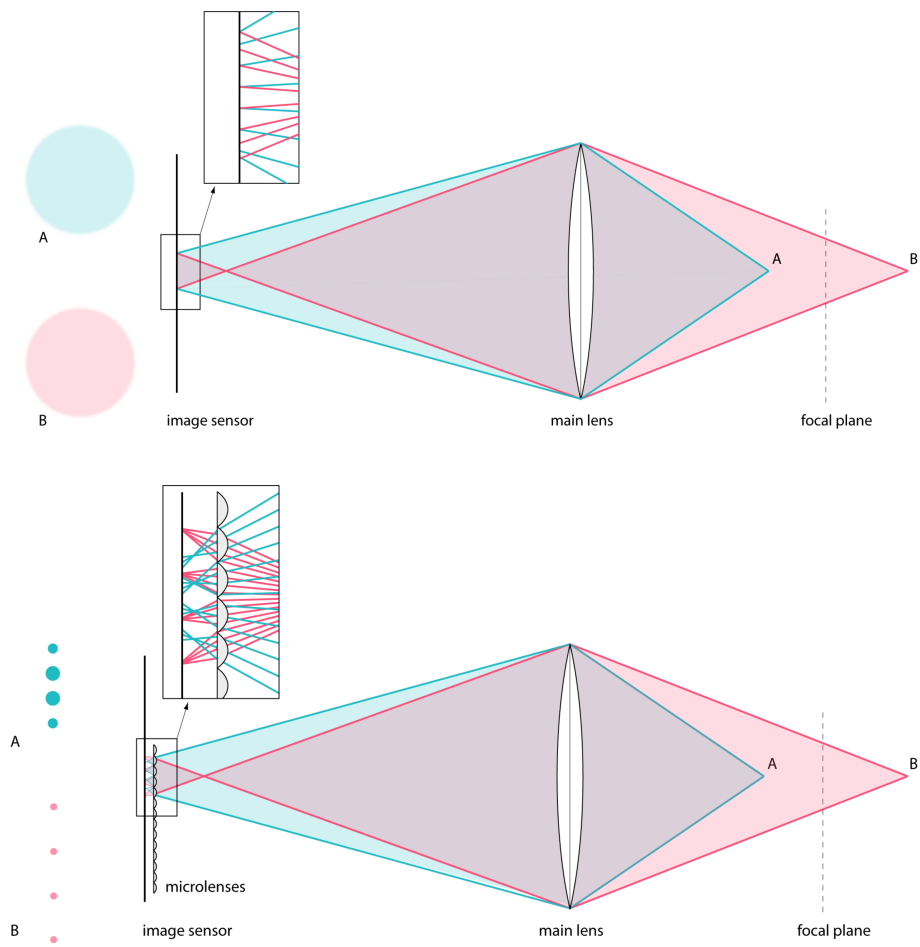 A
A
B
B
image sensor
main lens
focal plane
A
A
B
microlenses
B
image sensor
main lens
focal plane